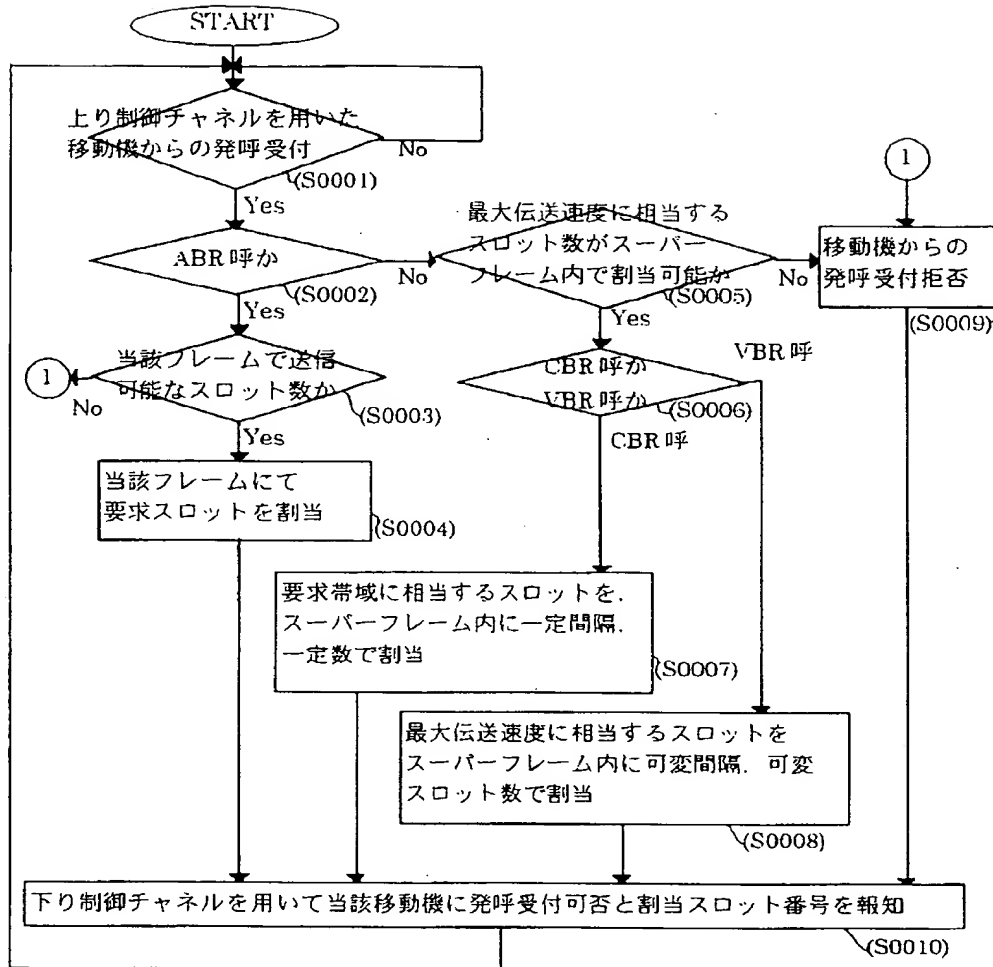 START
上り制御チャネルを用いた
移動機からの発呼受付
No
(S0001)
Yes
ABR呼か
No
(S0002)
Yes
当該フレームで送信
可能なスロット数か
1
No
(S0003)
Yes
当該フレームにて
要求スロットを割当
(S0004)
最大伝送速度に相当する
スロット数がスーパー
フレーム内で割当可能か
No
(S0005)
Yes
1
移動機からの
発呼受付拒否
(S0009)
CBR呼か
VBR呼か
VBR呼
(S0006)
CBR呼
要求帯域に相当するスロットを,
スーパーフレーム内に一定間隔,
一定数で割当
(S0007)
最大伝送速度に相当するスロットを
スーパーフレーム内に可変間隔, 可変
スロット数で割当
(S0008)
下り制御チャネルを用いて当該移動機に発呼受付可否と割当スロット番号を報知
(S0010)